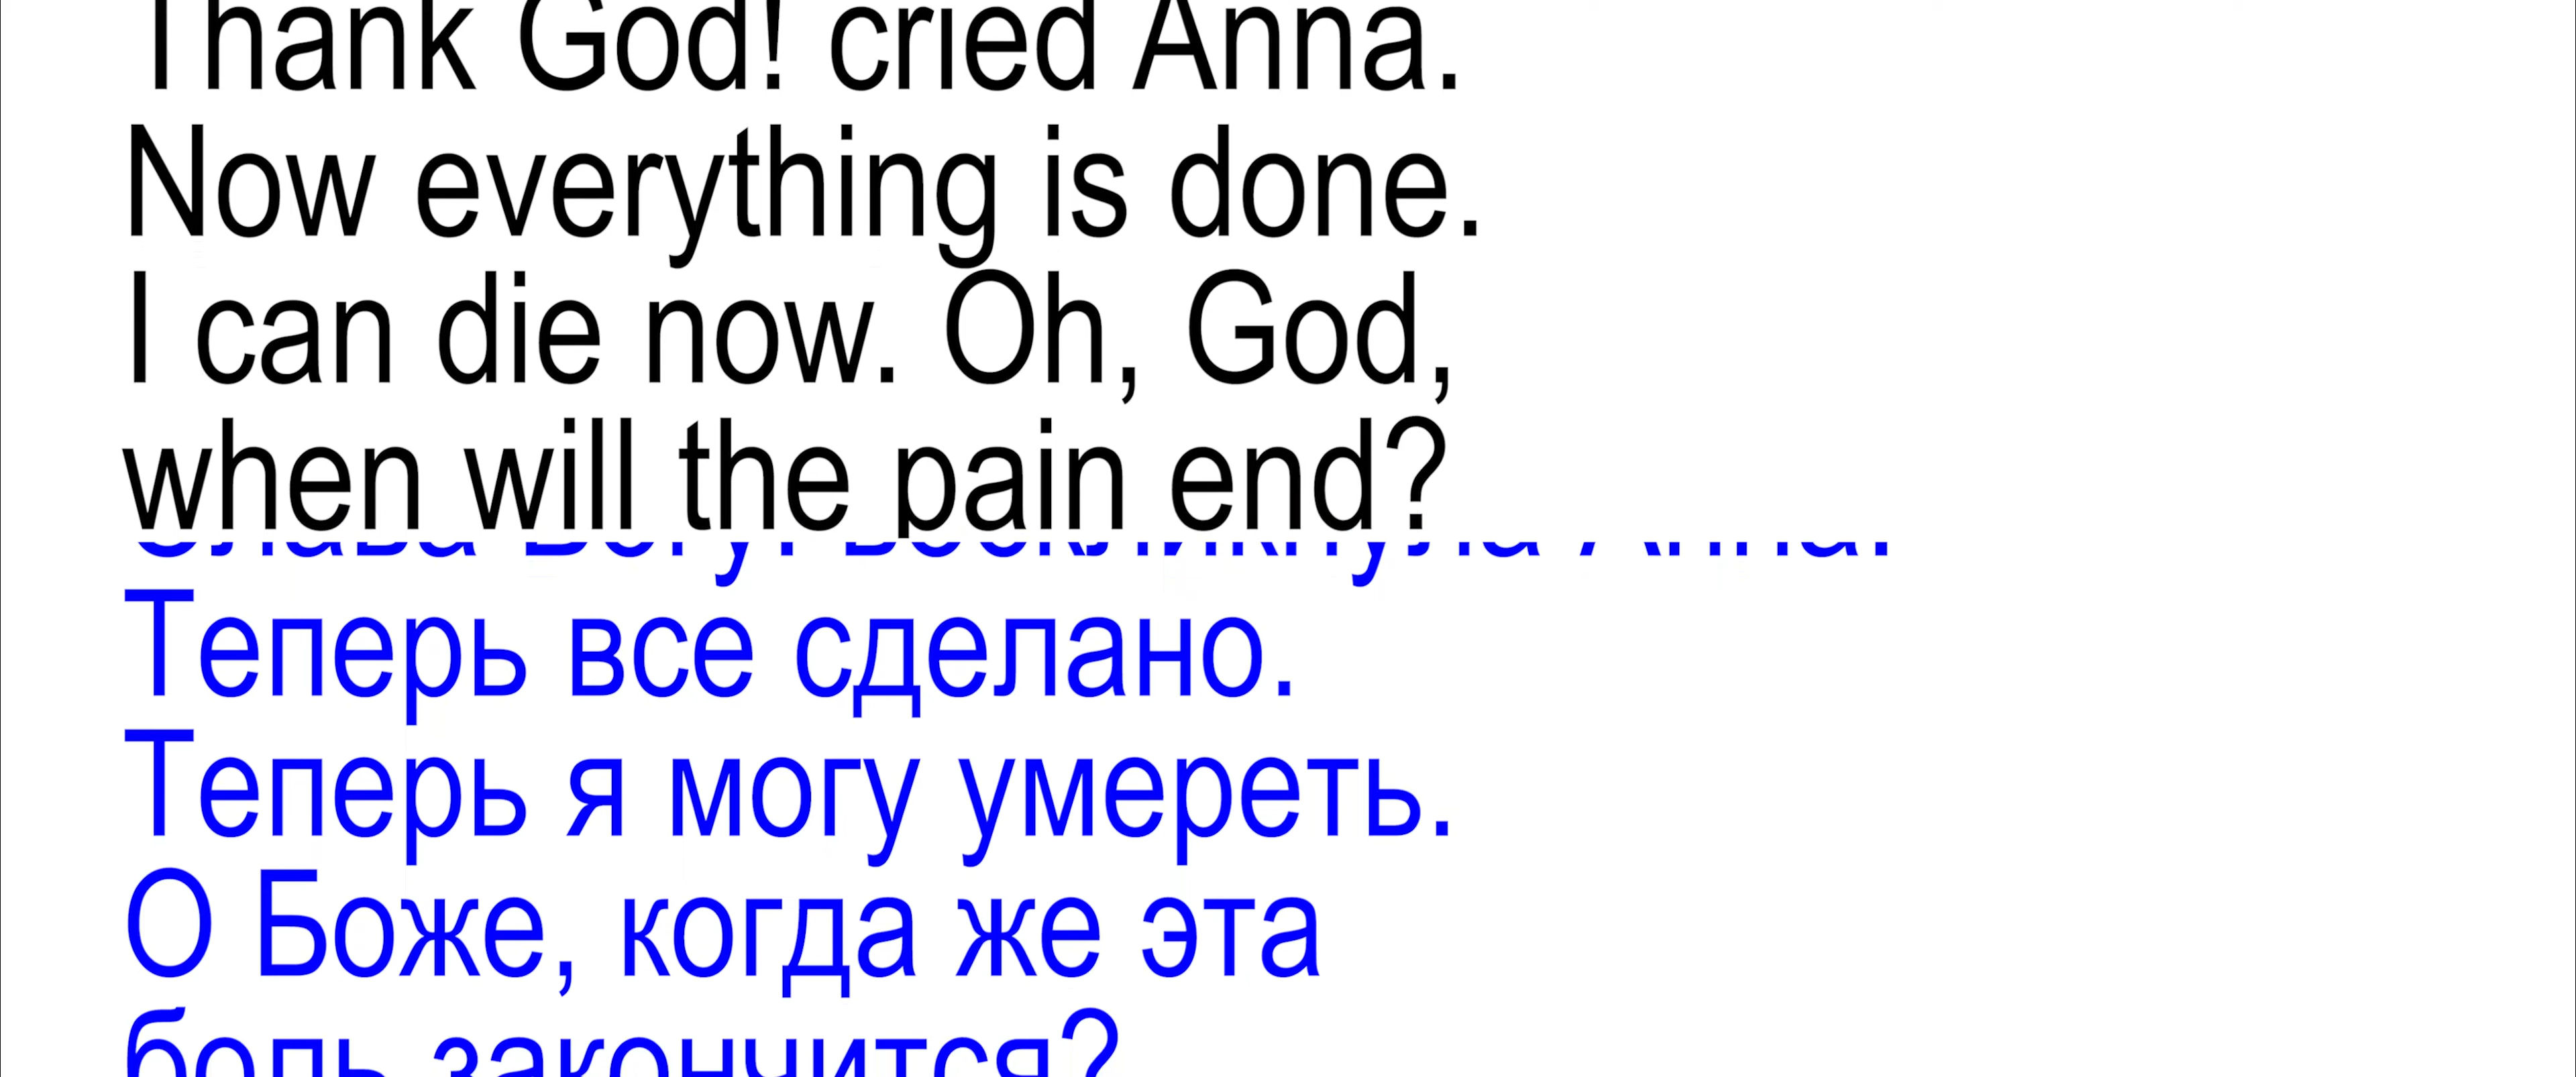 Thank God! cried Anna.
Now everything is done.
I can die now. Oh, God,
when will the pain end?
Теперь все сделано.
Теперь я могу умереть.
О Боже, когда же эта
боль закончится?